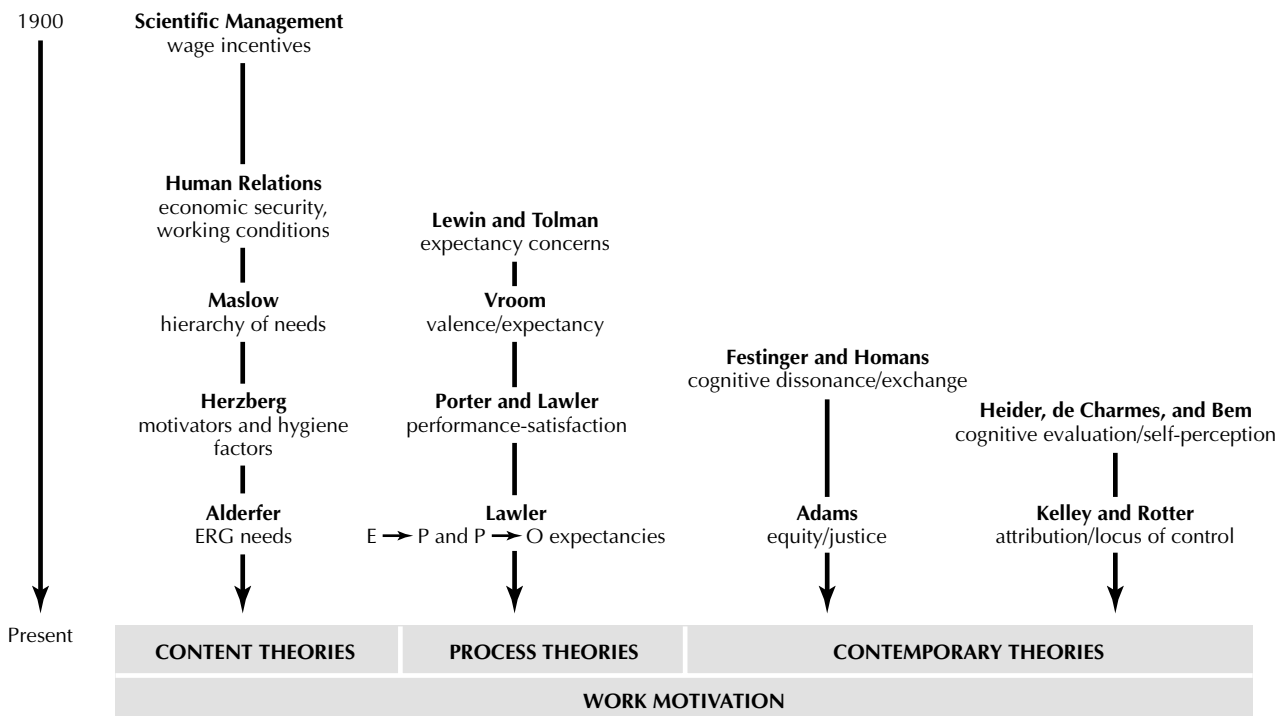 1900
Scientific Management
wage incentives
Human Relations
economic security,
working conditions
Maslow
hierarchy of needs
Herzberg
motivators and hygiene
factors
Alderfer
ERG needs
Lewin and Tolman
expectancy concerns
Vroom
valence/expectancy
Porter and Lawler
performance-satisfaction
Lawler
E → P and P → O expectancies
Festinger and Homans
cognitive dissonance/exchange
Adams
equity/justice
Heider, de Charmes, and Bem
cognitive evaluation/self-perception
Kelley and Rotter
attribution/locus of control
Present
CONTENT THEORIES
PROCESS THEORIES
CONTEMPORARY THEORIES
WORK MOTIVATION